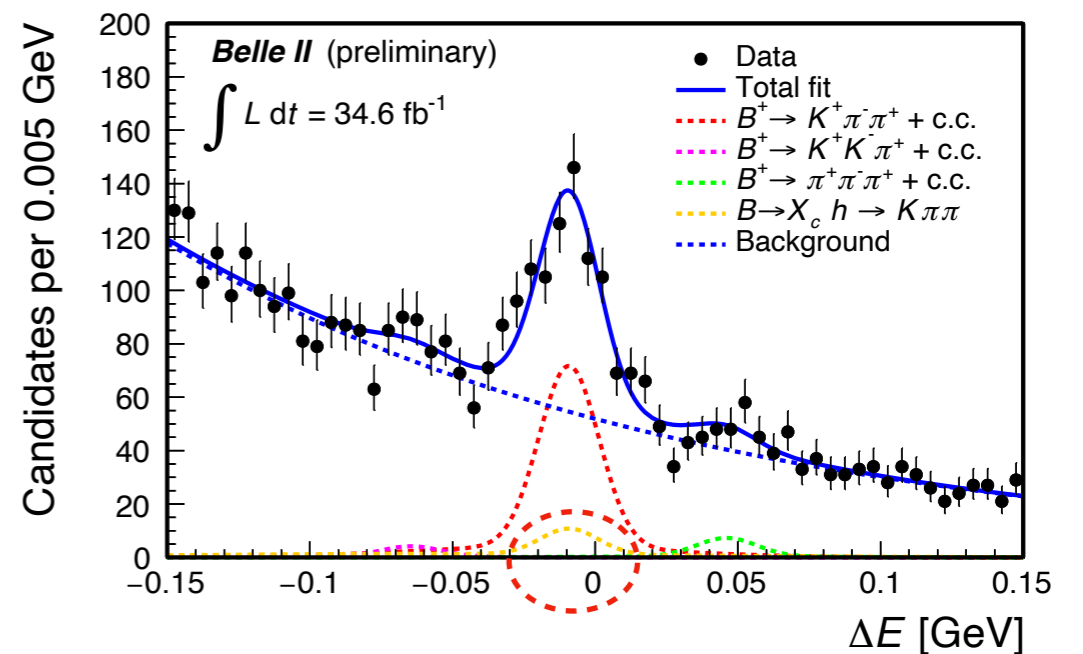 Candidates per 0.005 GeV
200
180
160
140
120
100
80
60
40
20
0
Belle II (preliminary)
∫ L dt = 34.6 fb⁻¹
Data
Total fit
B⁺→ K⁺π⁻π⁺ + c.c.
B⁺→ K⁺K⁻π⁺ + c.c.
B⁺→ π⁺π⁻π⁺ + c.c.
B→X_c h → Kππ
Background
−0.15 −0.1 −0.05 0 0.05 0.1 0.15
ΔE [GeV]